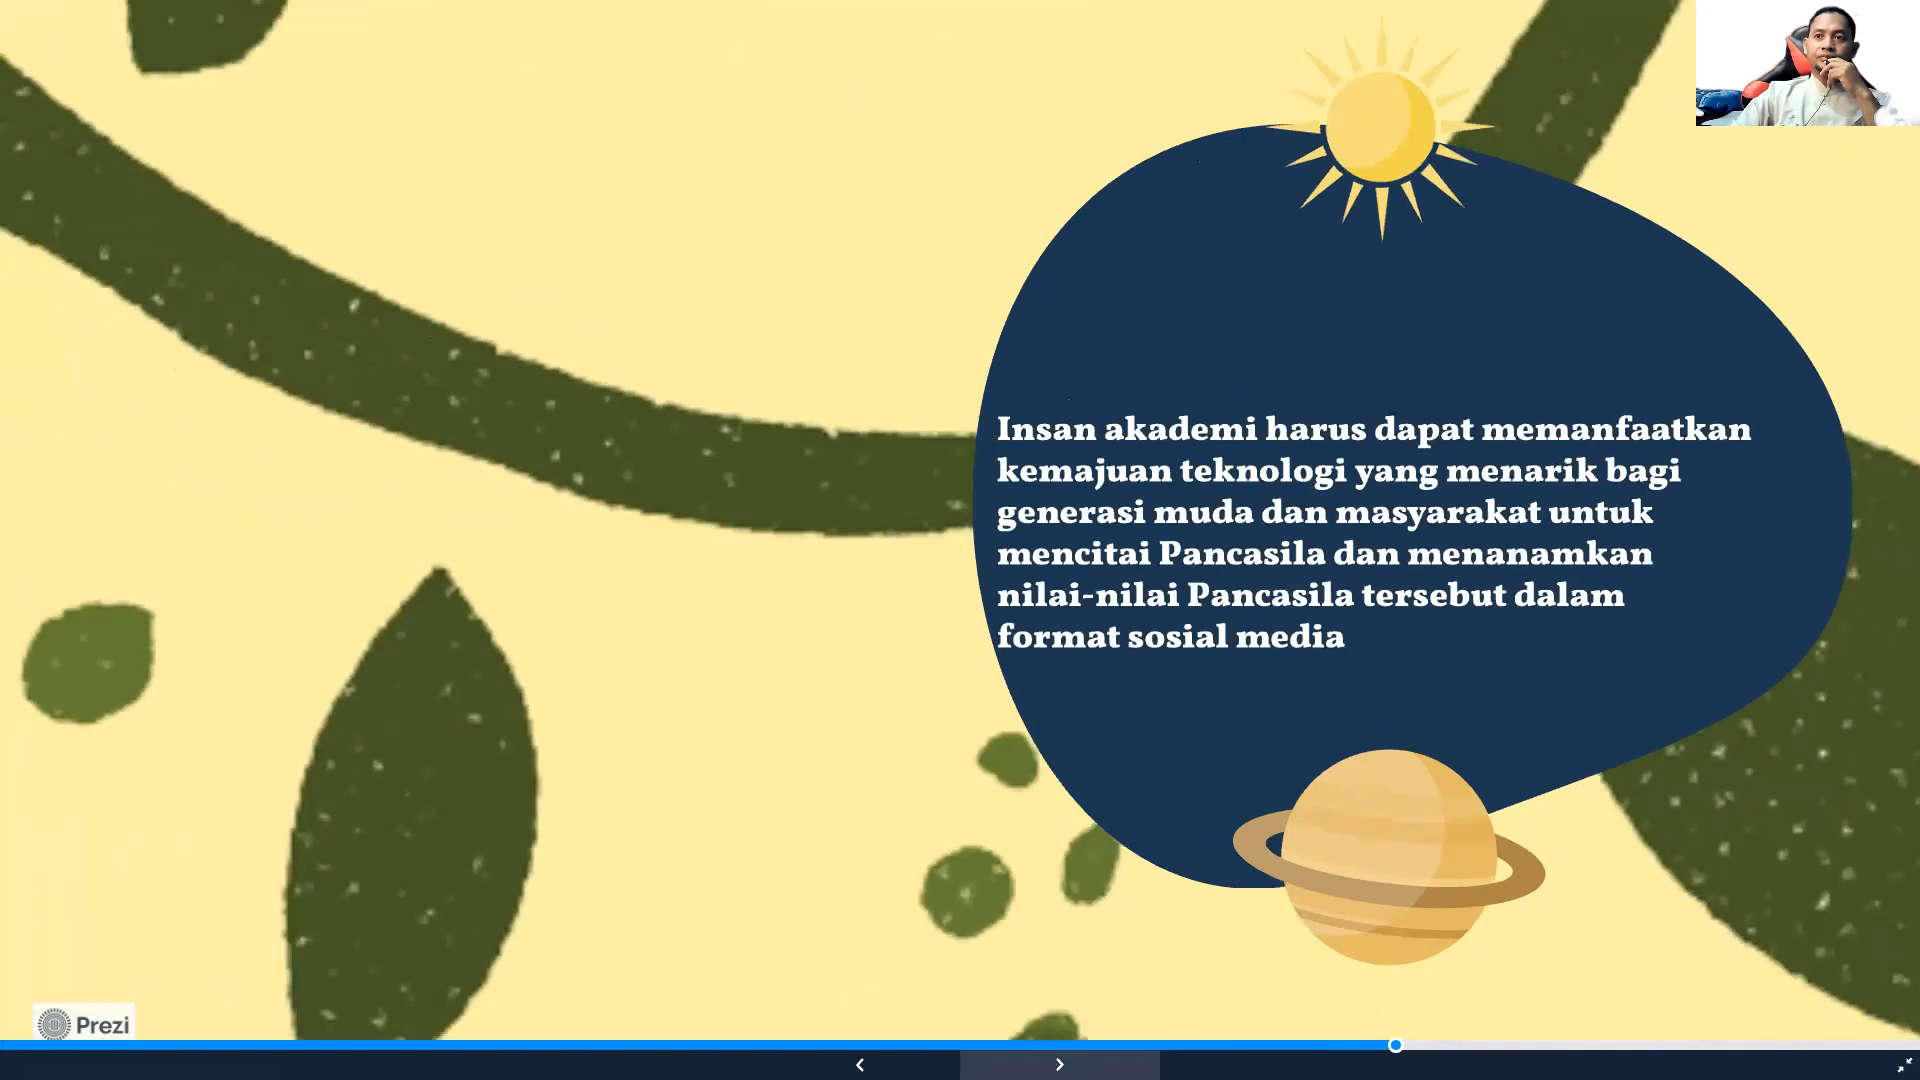 Insan akademi harus dapat memanfaatkan
kemajuan teknologi yang menarik bagi
generasi muda dan masyarakat untuk
mencitai Pancasila dan menanamkan
nilai-nilai Pancasila tersebut dalam
format sosial media
Prezi